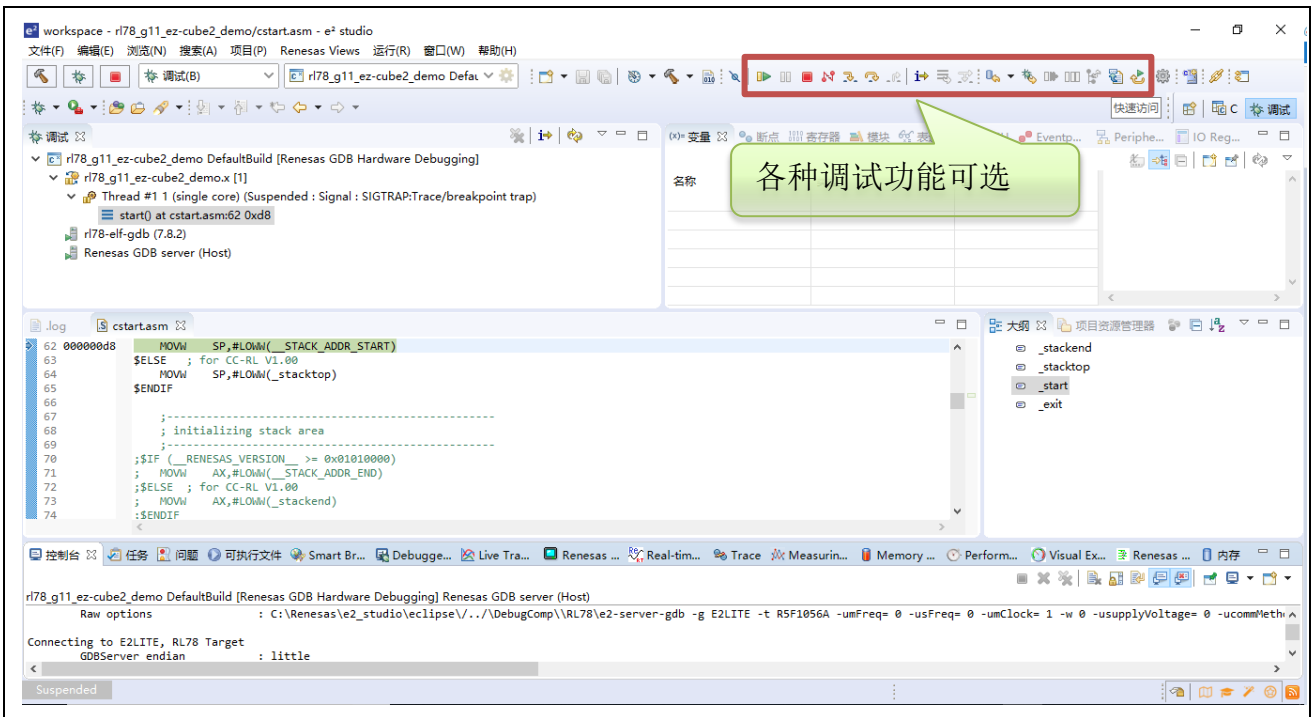 workspace - rl78_g11_ez-cube2_demo/cstart.asm - e² studio
文件(F) 编辑(E) 浏览(N) 搜索(A) 项目(P) Renesas Views 运行(R) 窗口(W) 帮助(H)
调试(B) rl78_g11_ez-cube2_demo Defau
快速访问 C 调试
调试
rl78_g11_ez-cube2_demo DefaultBuild [Renesas GDB Hardware Debugging]
rl78_g11_ez-cube2_demo.x [1]
Thread #1 1 (single core) (Suspended : Signal : SIGTRAP:Trace/breakpoint trap)
start() at cstart.asm:62 0xd8
rl78-elf-gdb (7.8.2)
Renesas GDB server (Host)
(x)= 变量 断点 寄存器 模块 表 Eventp... Periphe... IO Reg...
名称
各种调试功能可选
.log cstart.asm
62 000000d8 MOVW SP,#LOWW(__STACK_ADDR_START)
63 $ELSE ; for CC-RL V1.00
64 MOVW SP,#LOWW(_stacktop)
65 $ENDIF
66
67 ;--------------------------------------------------
68 ; initializing stack area
69 ;--------------------------------------------------
70 ;$IF (__RENESAS_VERSION__ >= 0x01010000)
71 ; MOVW AX,#LOWW(__STACK_ADDR_END)
72 ;$ELSE ; for CC-RL V1.00
73 ; MOVW AX,#LOWW(_stackend)
74 ;$ENDIF
大纲 项目资源管理器
_stackend
_stacktop
_start
_exit
控制台 任务 问题 可执行文件 Smart Br... Debugge... Live Tra... Renesas ... Real-tim... Trace Measurin... Memory ... Perform... Visual Ex... Renesas ... 内存
rl78_g11_ez-cube2_demo DefaultBuild [Renesas GDB Hardware Debugging] Renesas GDB server (Host)
Raw options : C:\Renesas\e2_studio\eclipse\/../\DebugComp\\RL78\e2-server-gdb -g E2LITE -t R5F1056A -umFreq= 0 -usFreq= 0 -umClock= 1 -w 0 -usupplyVoltage= 0 -ucommMeth
Connecting to E2LITE, RL78 Target
GDBServer endian : little
Suspended